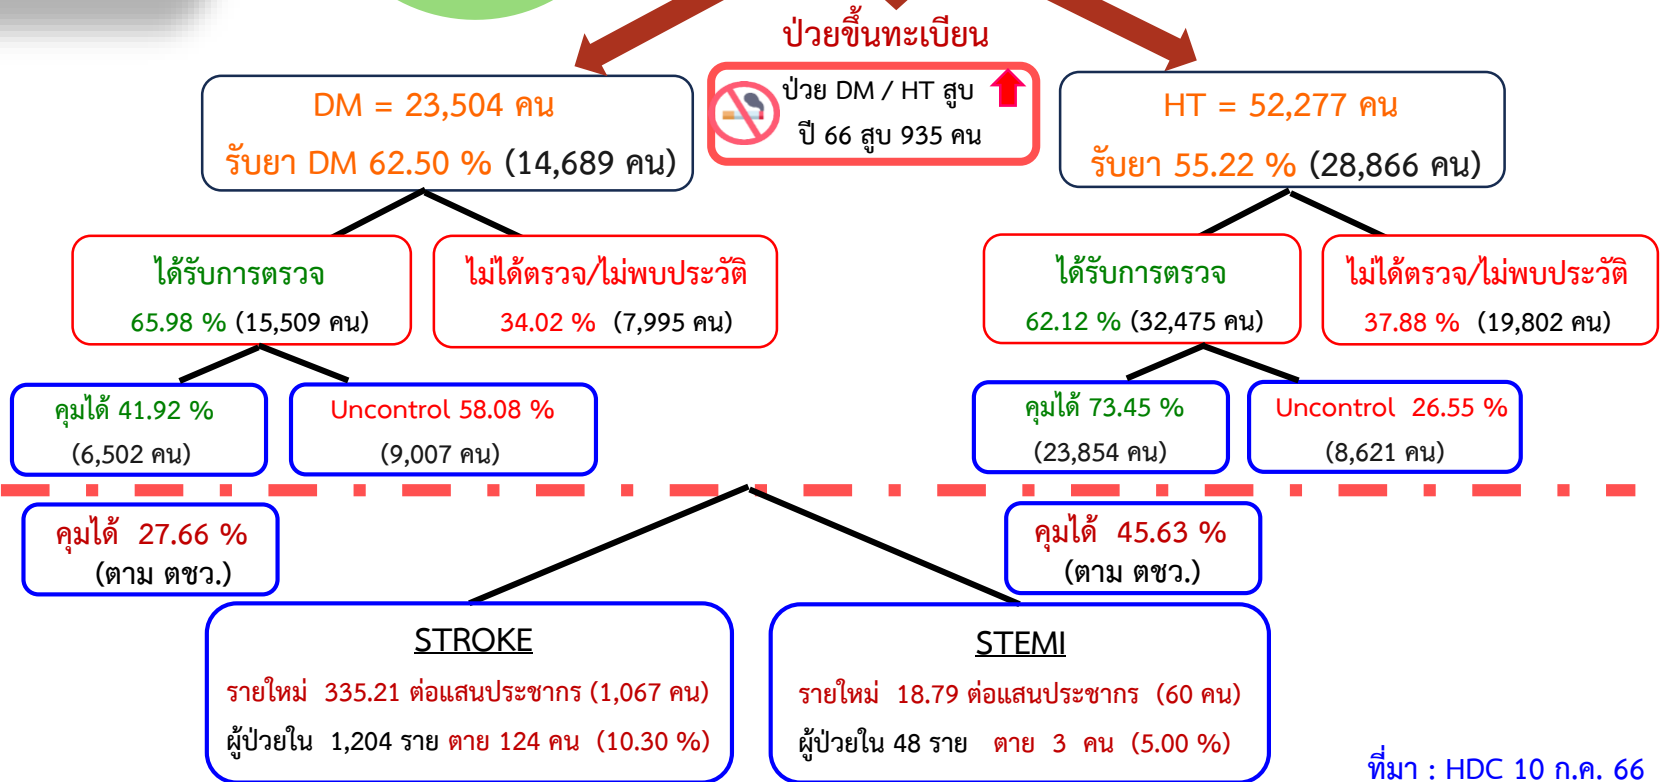 ป่วยขึ้นทะเบียน
DM = 23,504 คน
รับยา DM 62.50 % (14,689 คน)
ป่วย DM / HT สูบ
ปี 66 สูบ 935 คน
HT = 52,277 คน
รับยา 55.22 % (28,866 คน)
ได้รับการตรวจ
65.98 % (15,509 คน)
ไม่ได้ตรวจ/ไม่พบประวัติ
34.02 % (7,995 คน)
ได้รับการตรวจ
62.12 % (32,475 คน)
ไม่ได้ตรวจ/ไม่พบประวัติ
37.88 % (19,802 คน)
คุมได้ 41.92 %
(6,502 คน)
Uncontrol 58.08 %
(9,007 คน)
คุมได้ 73.45 %
(23,854 คน)
Uncontrol 26.55 %
(8,621 คน)
คุมได้ 27.66 %
(ตาม ตชว.)
คุมได้ 45.63 %
(ตาม ตชว.)
STROKE
รายใหม่ 335.21 ต่อแสนประชากร (1,067 คน)
ผู้ป่วยใน 1,204 ราย ตาย 124 คน (10.30 %)
STEMI
รายใหม่ 18.79 ต่อแสนประชากร (60 คน)
ผู้ป่วยใน 48 ราย ตาย 3 คน (5.00 %)
ที่มา : HDC 10 ก.ค. 66